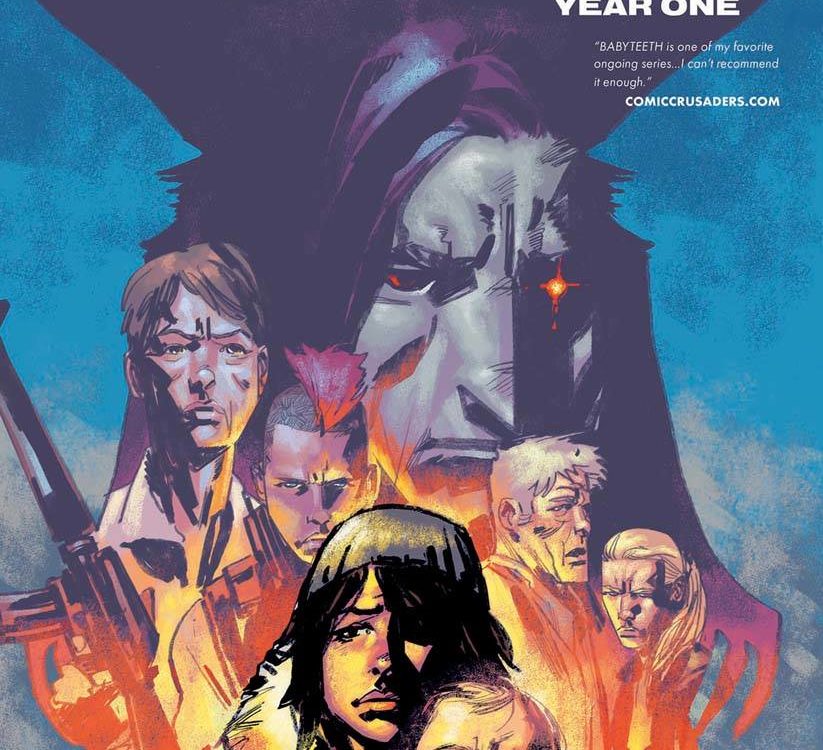 YEAR ONE
“BABYTEETH is one of my favorite
ongoing series...I can’t recommend
it enough.”
COMICCRUSADERS.COM